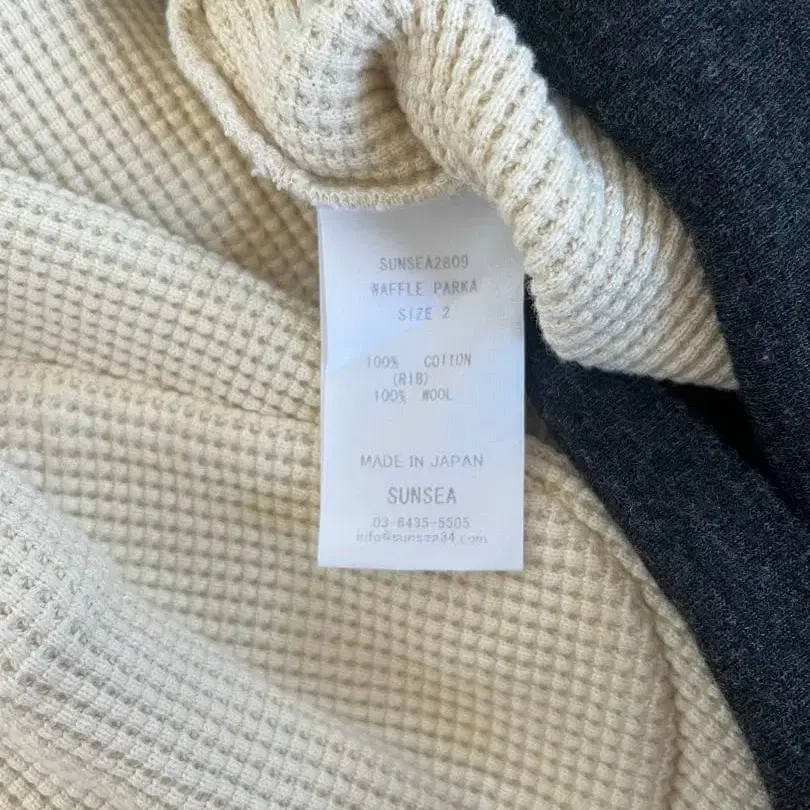 SUNSEA2809
WAFFLE PARKA
SIZE 2
100% COTTON
(RIB)
100% WOOL
MADE IN JAPAN
SUNSEA
03-6435-5505
info@sunsea34.com